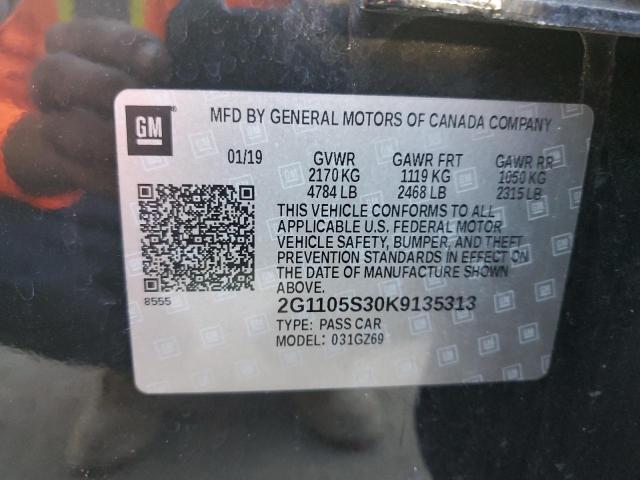 GM ®
MFD BY GENERAL MOTORS OF CANADA COMPANY
01/19 GVWR GAWR FRT GAWR RR
2170 KG 1119 KG 1050 KG
4784 LB 2468 LB 2315 LB
THIS VEHICLE CONFORMS TO ALL
APPLICABLE U.S. FEDERAL MOTOR
VEHICLE SAFETY, BUMPER, AND THEFT
PREVENTION STANDARDS IN EFFECT ON
THE DATE OF MANUFACTURE SHOWN
ABOVE.
8555
2G1105S30K9135313
TYPE: PASS CAR
MODEL: 031GZ69